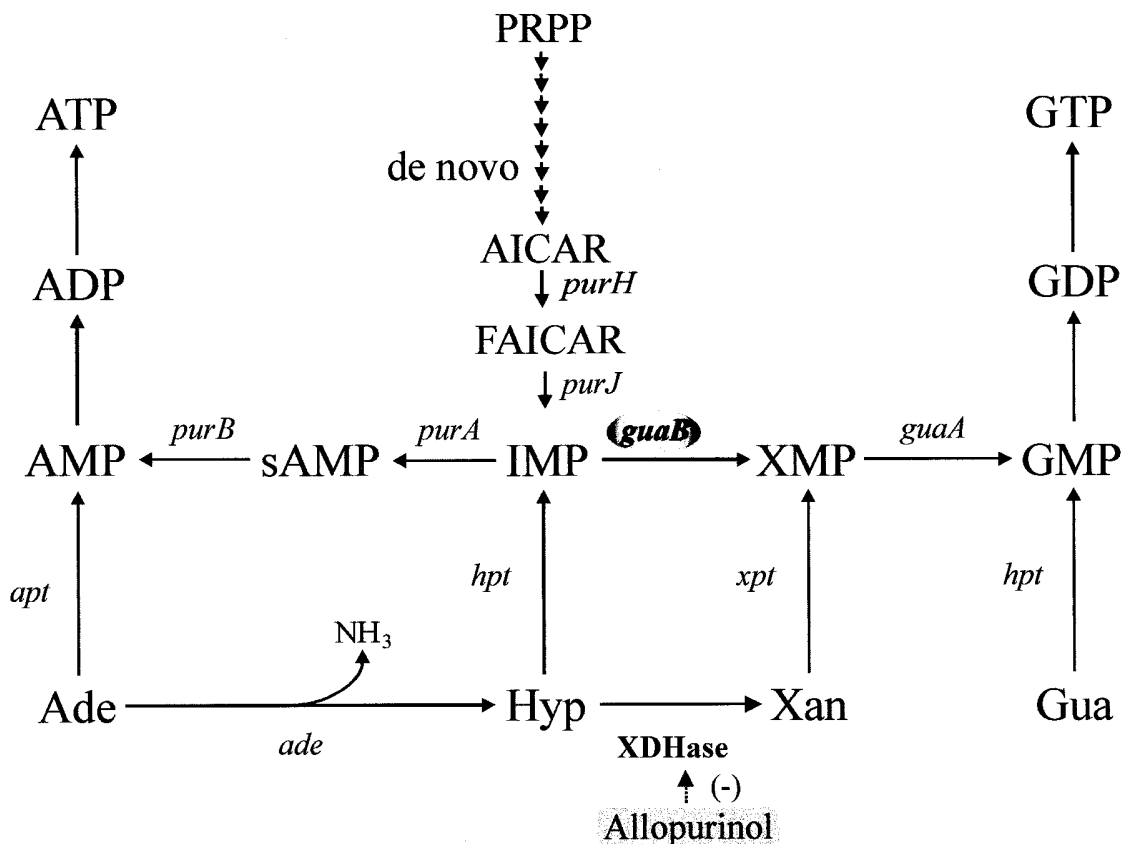 PRPP
ATP
GTP
de novo
AICAR
purH
ADP
GDP
FAICAR
purJ
purB
purA
(guaB)
guaA
AMP
sAMP
IMP
XMP
GMP
apt
hpt
xpt
hpt
NH₃
Ade
Hyp
Xan
Gua
ade
XDHase
(-)
Allopurinol